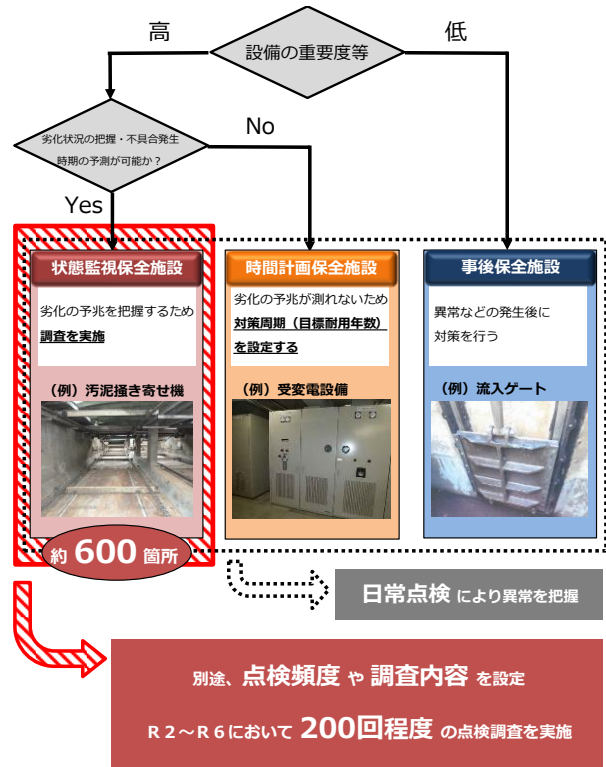 高
設備の重要度等
低
劣化状況の把握・不具合発生
時期の予測が可能か？
No
Yes
状態監視保全施設
劣化の予兆を把握するため
調査を実施
（例）汚泥掻き寄せ機
約 600 箇所
時間計画保全施設
劣化の予兆が測れないため
対策周期（目標耐用年数）
を設定する
（例）受変電設備
事後保全施設
異常などの発生後に
対策を行う
（例）流入ゲート
日常点検 により異常を把握
別途、点検頻度 や 調査内容 を設定
R２～R６において 200回程度 の点検調査を実施